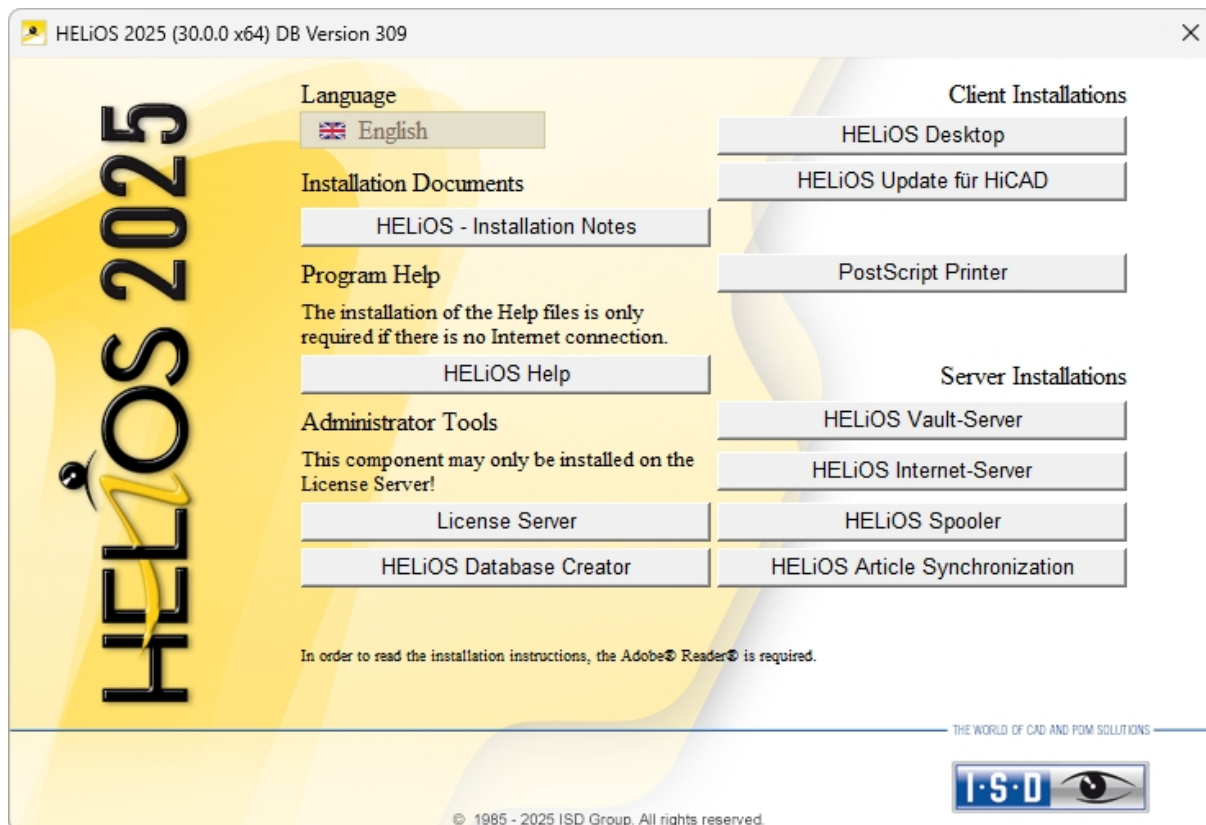 HELiOS 2025 (30.0.0 x64) DB Version 309
HELiOS 2025
Language
English
Installation Documents
HELiOS - Installation Notes
Program Help
The installation of the Help files is only
required if there is no Internet connection.
HELiOS Help
Administrator Tools
This component may only be installed on the
License Server!
License Server
HELiOS Database Creator
Client Installations
HELiOS Desktop
HELiOS Update für HiCAD
PostScript Printer
Server Installations
HELiOS Vault-Server
HELiOS Internet-Server
HELiOS Spooler
HELiOS Article Synchronization
In order to read the installation instructions, the Adobe® Reader® is required.
THE WORLD OF CAD AND PDM SOLUTIONS
I·S·D
© 1985 - 2025 ISD Group. All rights reserved.